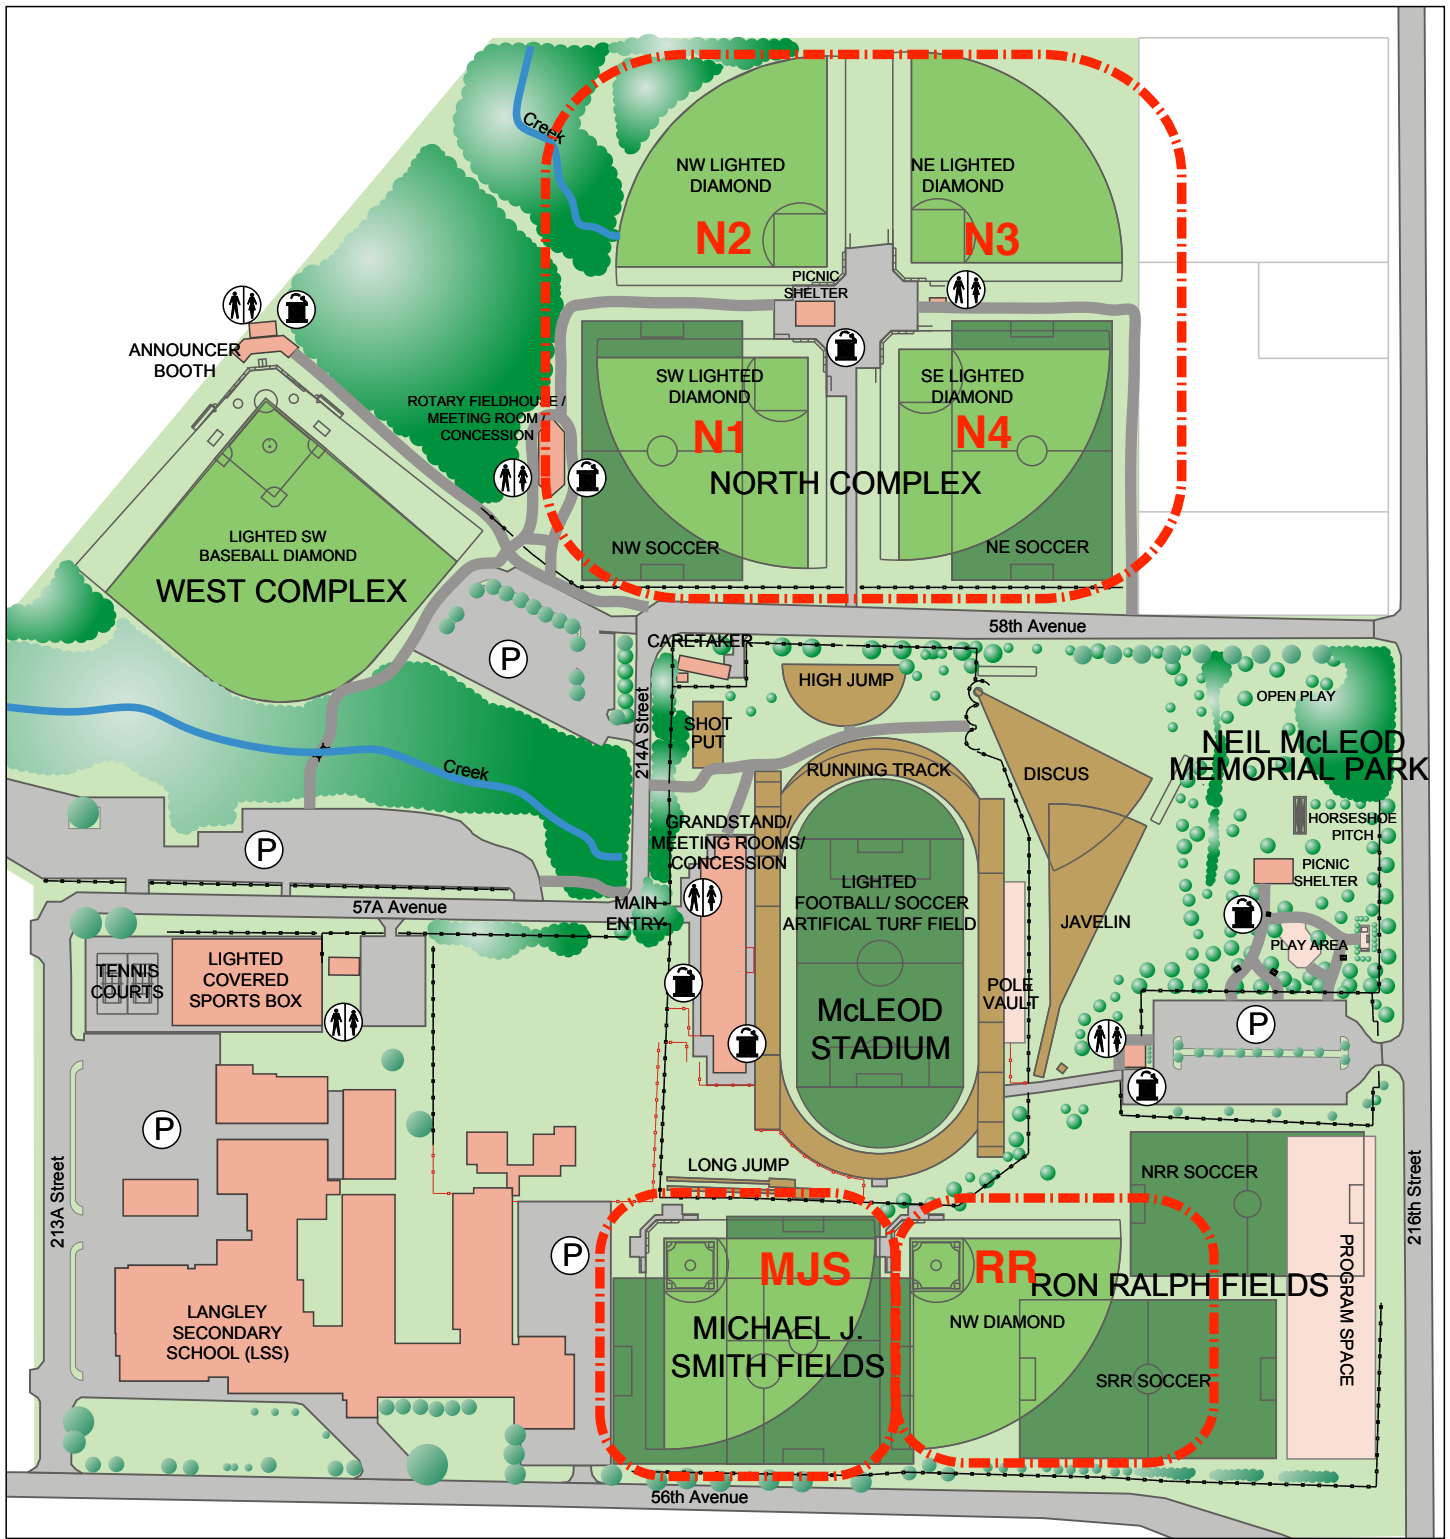 Creek
NW LIGHTED
DIAMOND
N2
NE LIGHTED
DIAMOND
N3
PICNIC
SHELTER
ANNOUNCER
BOOTH
ROTARY FIELDHOUSE /
MEETING ROOM /
CONCESSION
SW LIGHTED
DIAMOND
N1
SE LIGHTED
DIAMOND
N4
NORTH COMPLEX
NW SOCCER
NE SOCCER
LIGHTED SW
BASEBALL DIAMOND
WEST COMPLEX
58th Avenue
P
CARETAKER
HIGH JUMP
SHOT
PUT
214A Street
OPEN PLAY
NEIL McLEOD
MEMORIAL PARK
Creek
RUNNING TRACK
DISCUS
HORSESHOE
PITCH
GRANDSTAND/
MEETING ROOMS/
CONCESSION
P
PICNIC
SHELTER
LIGHTED
FOOTBALL/ SOCCER
ARTIFICAL TURF FIELD
57A Avenue
MAIN
ENTRY
JAVELIN
PLAY AREA
TENNIS
COURTS
LIGHTED
COVERED
SPORTS BOX
POLE
VAULT
McLEOD
STADIUM
P
P
213A Street
LONG JUMP
NRR SOCCER
216th Street
P
MJS
RR
RON RALPH FIELDS
PROGRAM SPACE
LANGLEY
SECONDARY
SCHOOL (LSS)
MICHAEL J.
SMITH FIELDS
NW DIAMOND
SRR SOCCER
56th Avenue